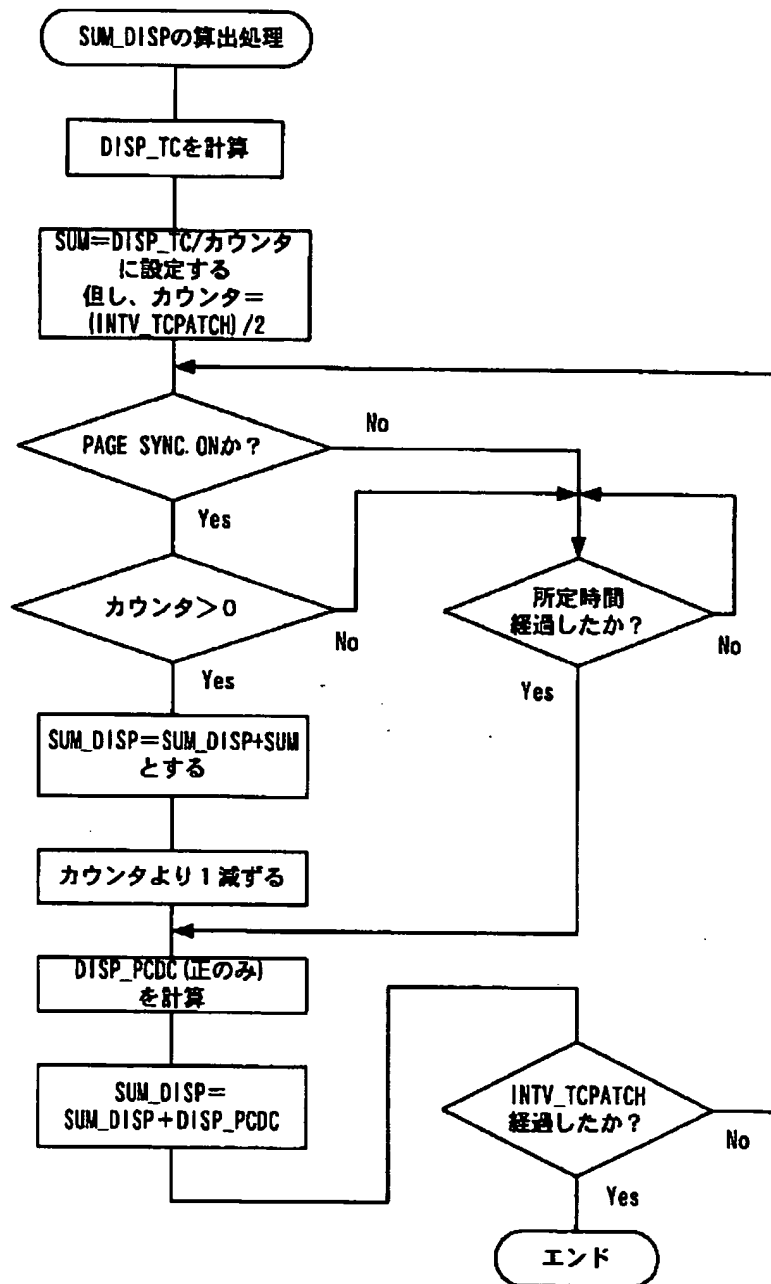 SUM_DISPの算出処理
DISP_TCを計算
SUM=DISP_TC/カウンタ
に設定する
但し、カウンタ=
(INTV_TCPATCH)/2
PAGE SYNC.ONか？
No
Yes
カウンタ＞0
No
Yes
所定時間
経過したか？
No
Yes
SUM_DISP=SUM_DISP+SUM
とする
カウンタより1減ずる
DISP_PCDC(正のみ)
を計算
SUM_DISP=
SUM_DISP+DISP_PCDC
INTV_TCPATCH
経過したか？
No
Yes
エンド